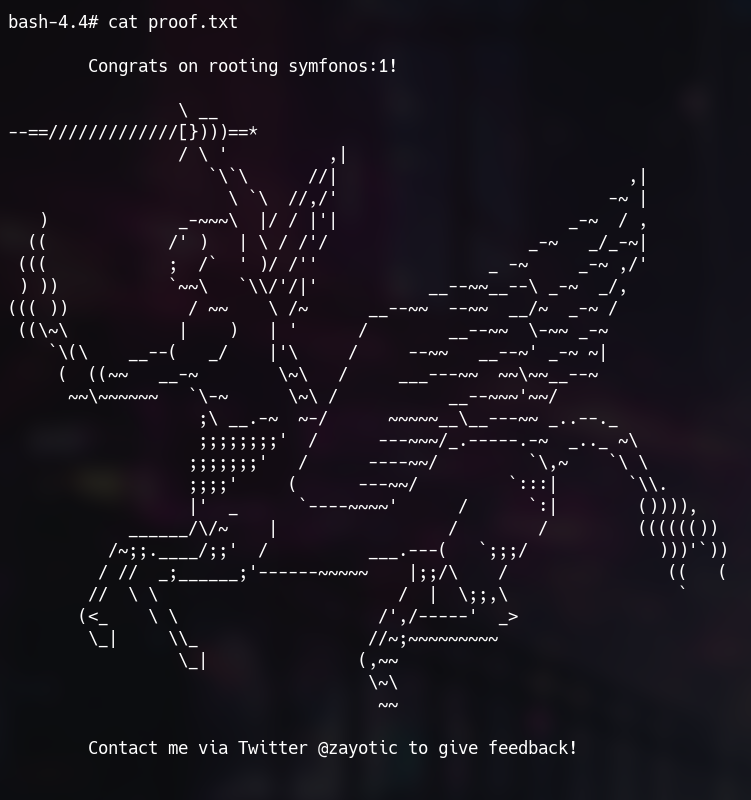 bash-4.4# cat proof.txt
Congrats on rooting symfonos:1!
Contact me via Twitter @zayotic to give feedback!